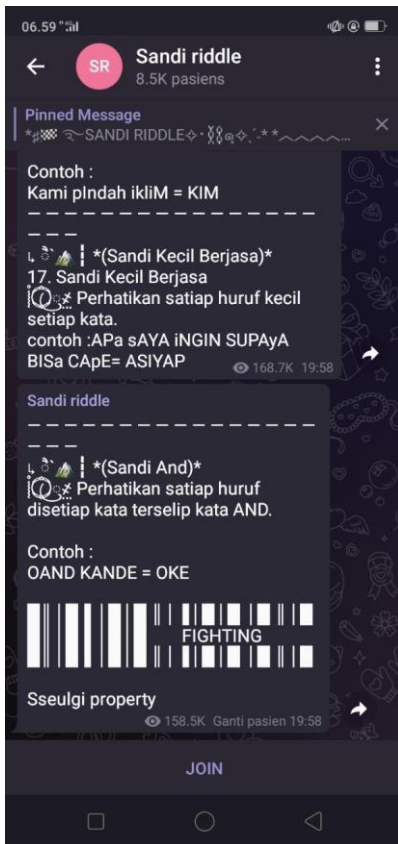 06.59
SR
Sandi riddle
8.5K pasiens
Pinned Message
SANDI RIDDLE
Contoh :
Kami pIndah ikliM = KIM
*(Sandi Kecil Berjasa)*
17. Sandi Kecil Berjasa
Perhatikan satiap huruf kecil
setiap kata.
contoh :APa sAYA iNGIN SUPAyA
BISa CApE= ASIYAP
168.7K 19:58
Sandi riddle
*(Sandi And)*
Perhatikan satiap huruf
disetiap kata terselip kata AND.
Contoh :
OAND KANDE = OKE
FIGHTING
Sseulgi property
158.5K Ganti pasien 19:58
JOIN